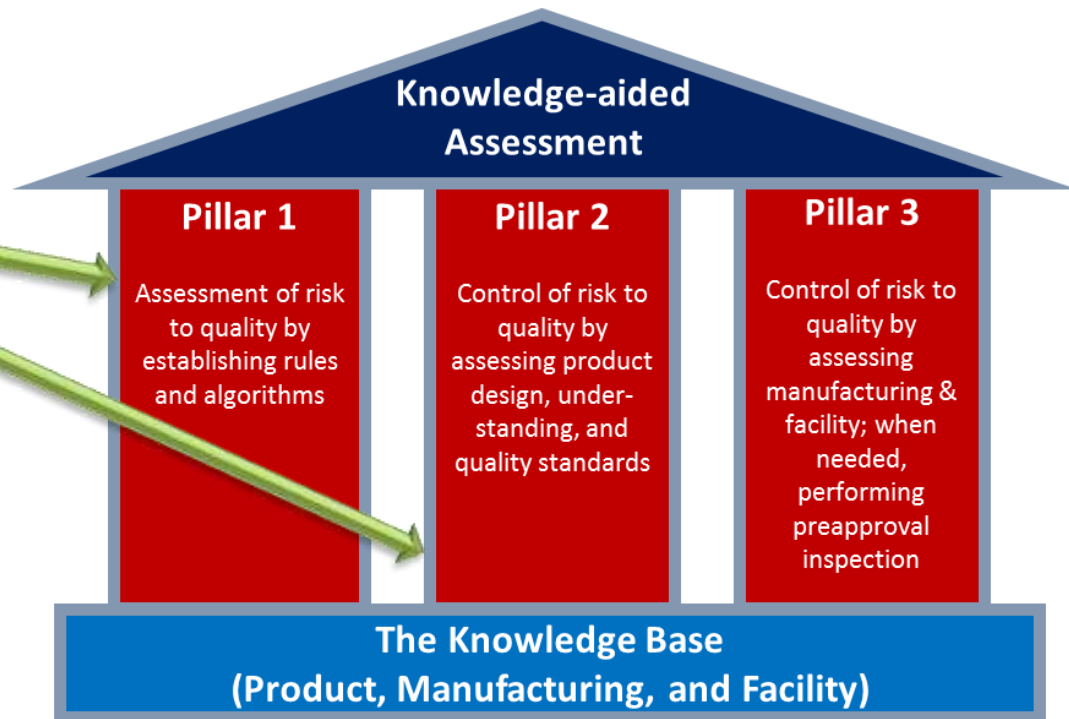 Knowledge-aided
Assessment
Pillar 1
Assessment of risk
to quality by
establishing rules
and algorithms
Pillar 2
Control of risk to
quality by
assessing product
design, under-
standing, and
quality standards
Pillar 3
Control of risk to
quality by
assessing
manufacturing &
facility; when
needed,
performing
preapproval
inspection
The Knowledge Base
(Product, Manufacturing, and Facility)